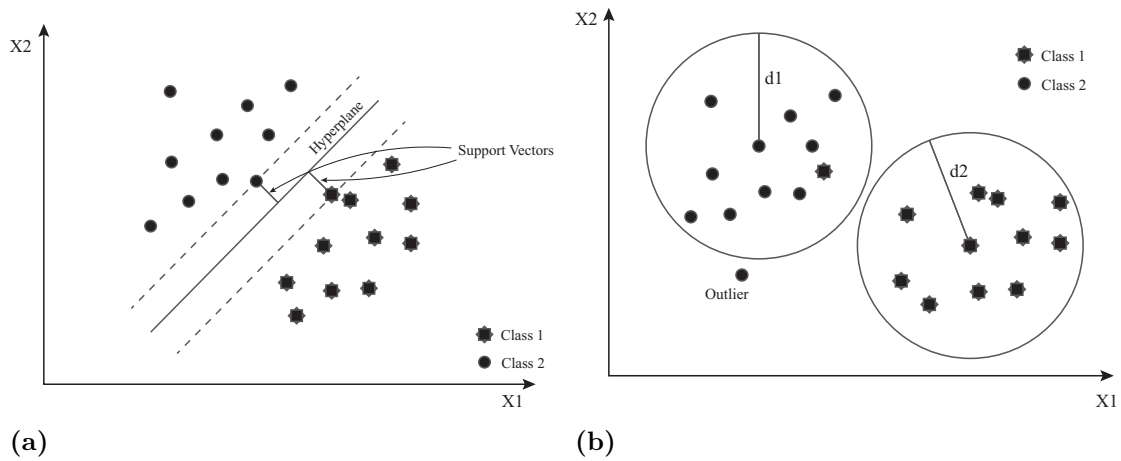 X2
Hyperplane
Support Vectors
Class 1
Class 2
X1
(a)
X2
d1
Class 1
Class 2
d2
Outlier
X1
(b)